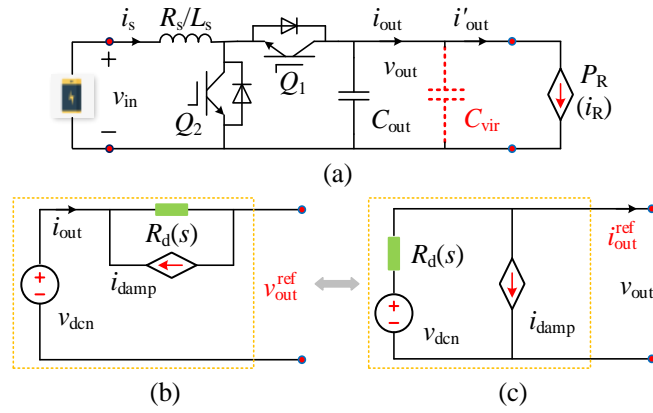 i_s R_s/L_s i_out i'_out
+ v_in −
Q_1 Q_2
v_out
C_out C_vir
P_R
(i_R)
(a)
i_out R_d(s)
i_damp
+ − v_dcn
v_out^ref
(b)
R_d(s)
i_out^ref
+ − v_dcn
i_damp
v_out
(c)